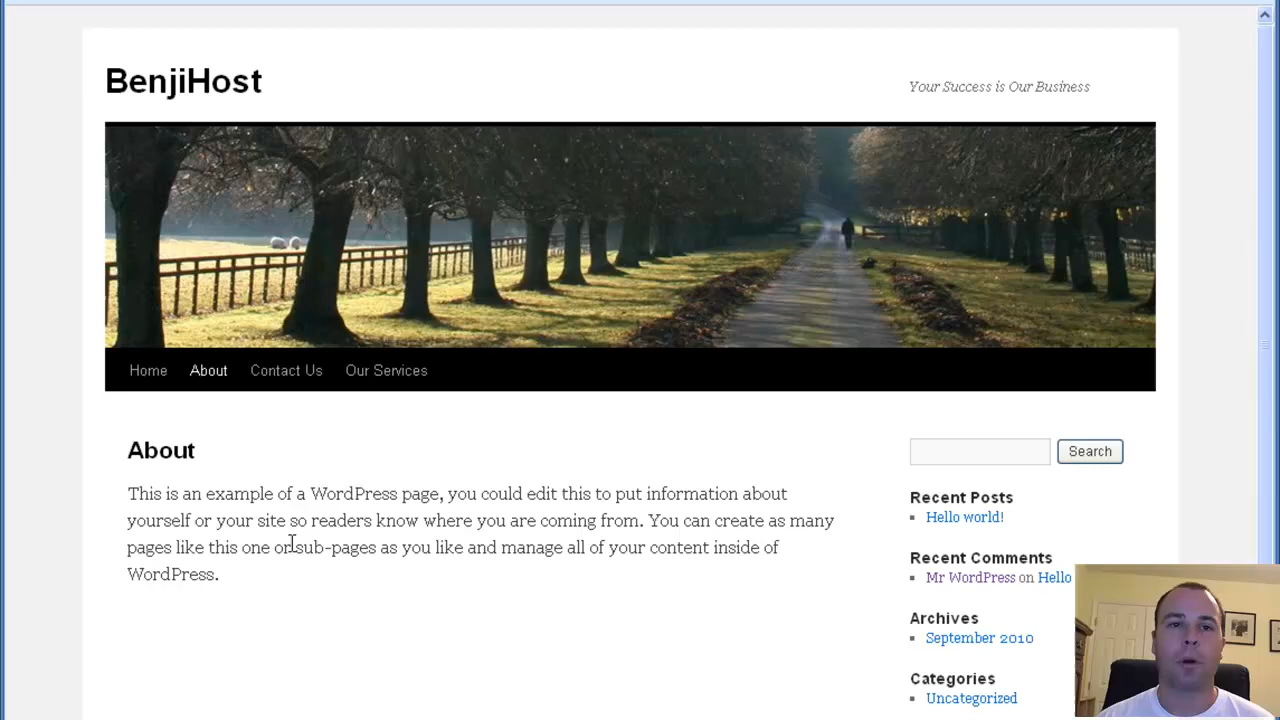 BenjiHost
Your Success is Our Business
Home About Contact Us Our Services
About
This is an example of a WordPress page, you could edit this to put information about
yourself or your site so readers know where you are coming from. You can create as many
pages like this one or sub-pages as you like and manage all of your content inside of
WordPress.
Search
Recent Posts
Hello world!
Recent Comments
Mr WordPress on Hello
Archives
September 2010
Categories
Uncategorized